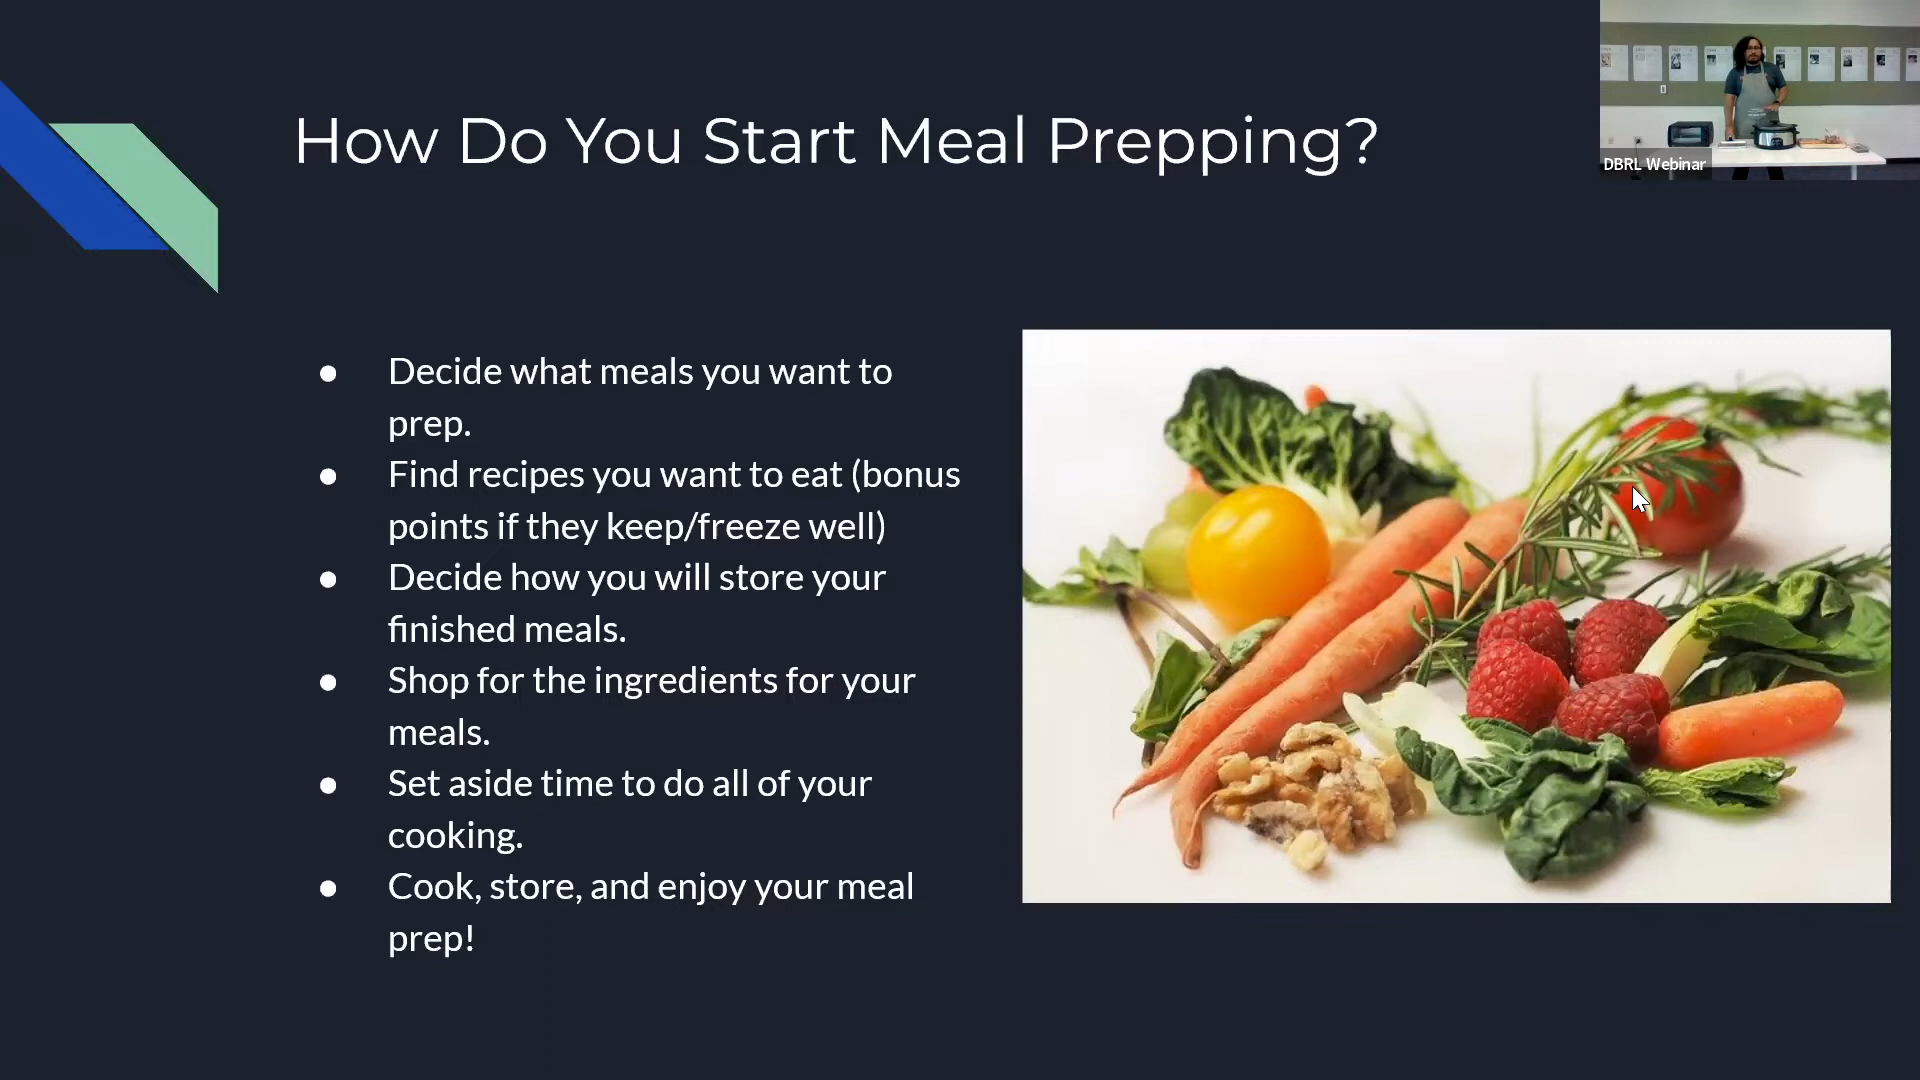 How Do You Start Meal Prepping?
DBRL Webinar
● Decide what meals you want to
prep.
● Find recipes you want to eat (bonus
points if they keep/freeze well)
● Decide how you will store your
finished meals.
● Shop for the ingredients for your
meals.
● Set aside time to do all of your
cooking.
● Cook, store, and enjoy your meal
prep!